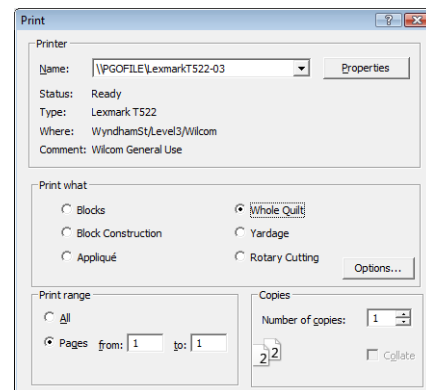 Print
Printer
Name: \\PGOFILE\LexmarkT522-03 Properties
Status: Ready
Type: Lexmark T522
Where: WyndhamSt/Level3/Wilcom
Comment: Wilcom General Use
Print what
Blocks Whole Quilt
Block Construction Yardage
Appliqué Rotary Cutting
Options...
Print range Copies
All Number of copies: 1
Pages from: 1 to: 1
2 2 Collate